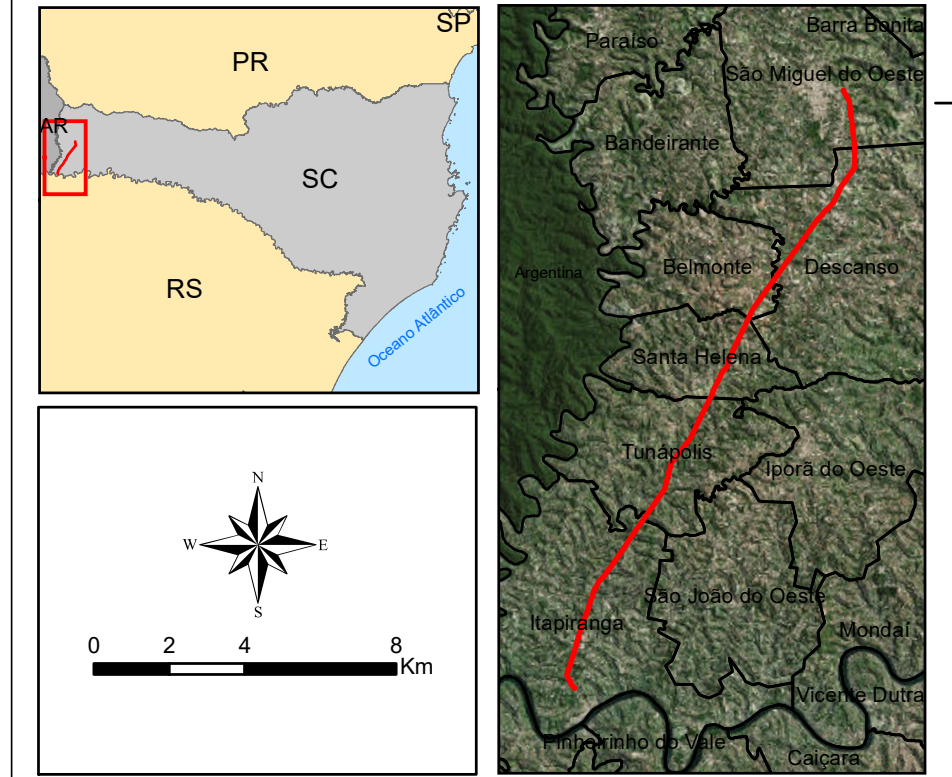 SP
PR
AR
SC
RS
Oceano Atlântico
N
W
E
S
0 2 4 8
Km
Barra Bonita
Paraíso
São Miguel do Oeste
Bandeirante
Belmonte
Descanso
Argentina
Santa Helena
Tunápolis
Iporã do Oeste
São João do Oeste
Itapiranga
Mondaí
Vicente Dutra
Pinheirinho do Vale
Caiçara